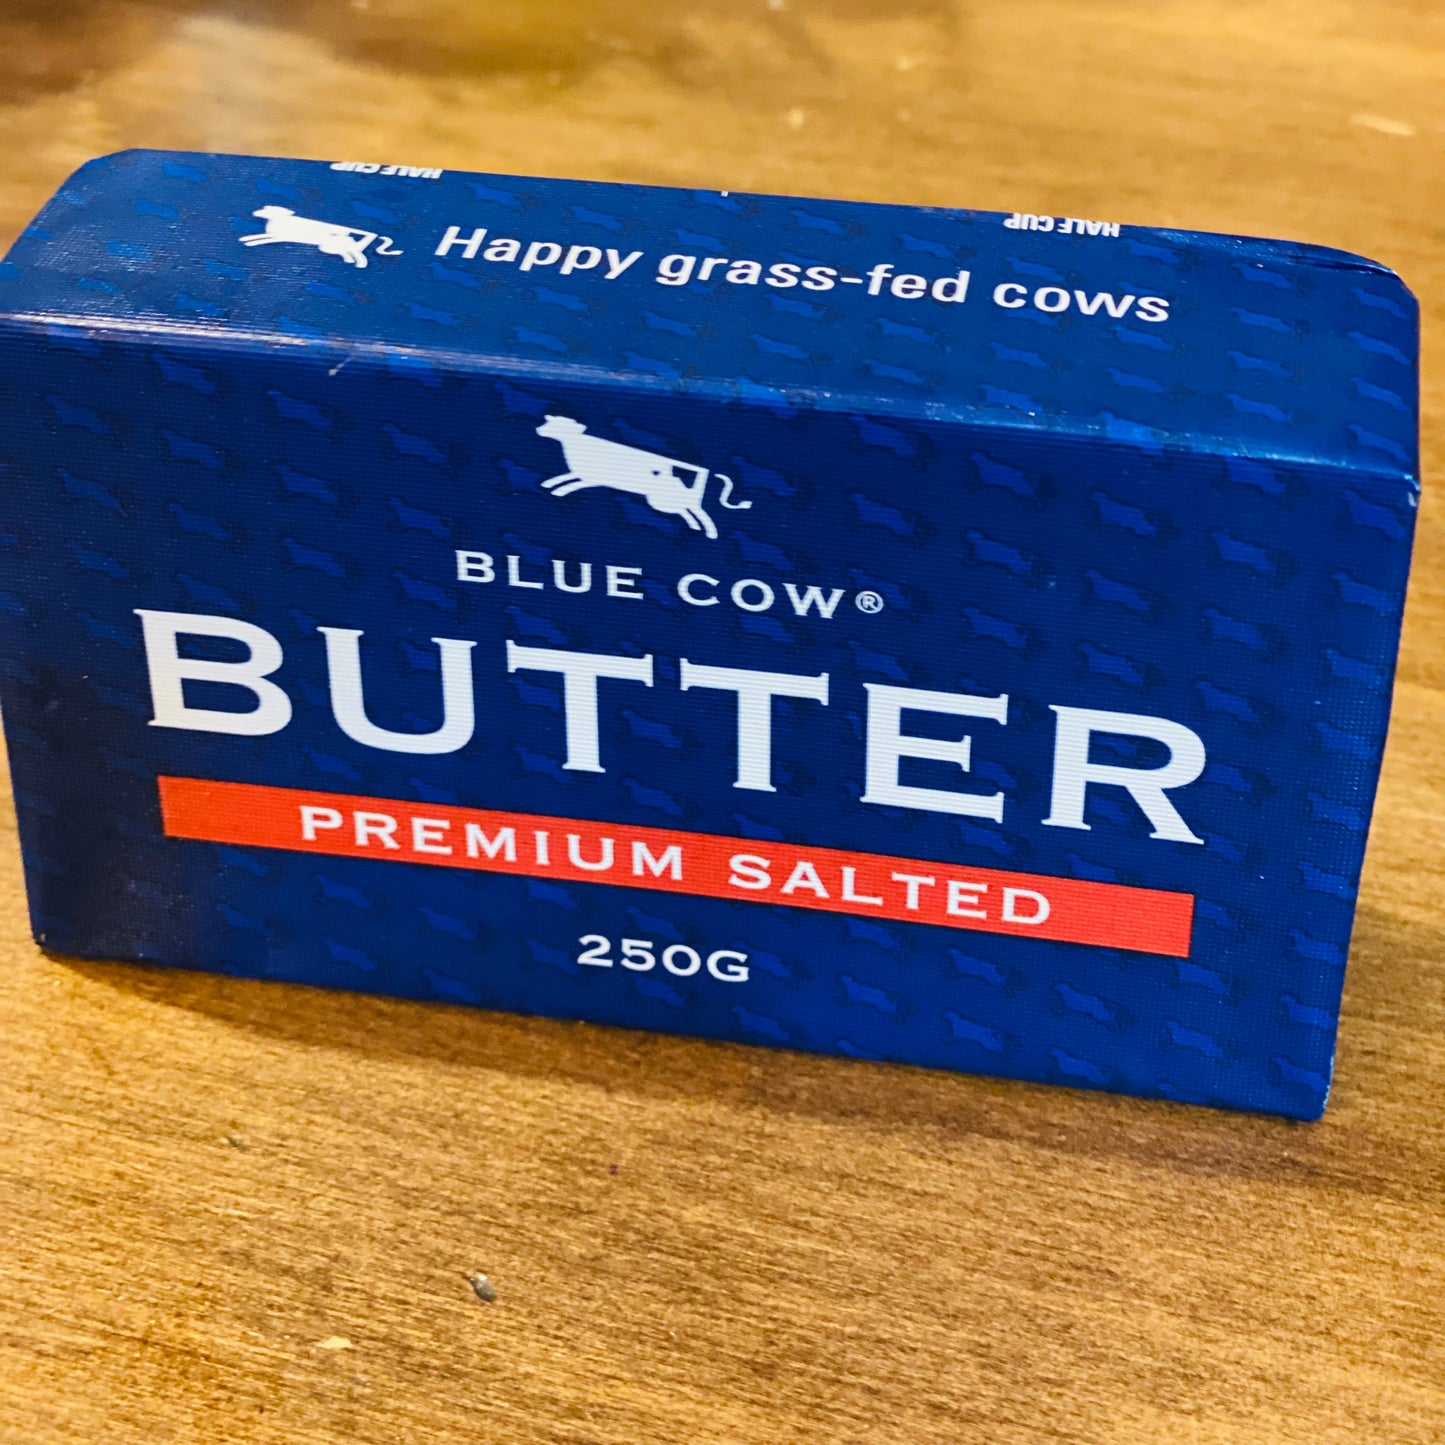 HALF CUP
HALF CUP
Happy grass-fed cows
BLUE COW®
BUTTER
PREMIUM SALTED
250G